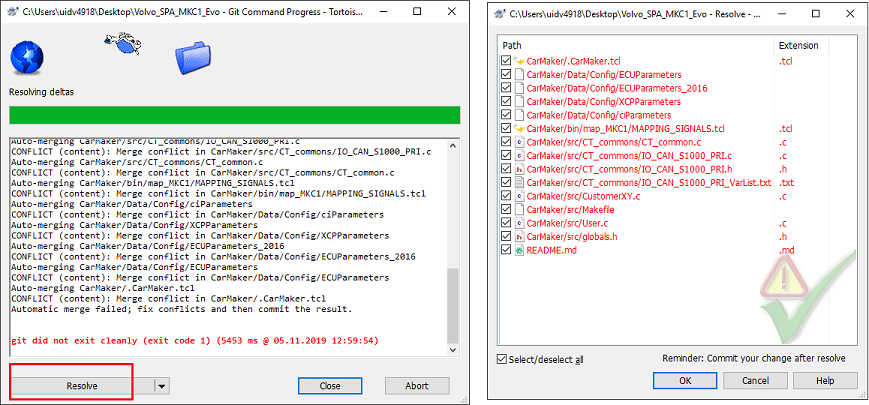 C:\Users\uidv4918\Desktop\Volvo_SPA_MKC1_Evo - Git Command Progress - Tortois...
Resolving deltas
Auto-merging CarMaker/src/CT_commons/IO_CAN_S1000_PRI.c
CONFLICT (content): Merge conflict in CarMaker/src/CT_commons/IO_CAN_S1000_PRI.c
Auto-merging CarMaker/src/CT_commons/CT_common.c
CONFLICT (content): Merge conflict in CarMaker/src/CT_commons/CT_common.c
Auto-merging CarMaker/bin/map_MKC1/MAPPING_SIGNALS.tcl
CONFLICT (content): Merge conflict in CarMaker/bin/map_MKC1/MAPPING_SIGNALS.tcl
Auto-merging CarMaker/Data/Config/ciParameters
CONFLICT (content): Merge conflict in CarMaker/Data/Config/ciParameters
Auto-merging CarMaker/Data/Config/XCPParameters
CONFLICT (content): Merge conflict in CarMaker/Data/Config/XCPParameters
Auto-merging CarMaker/Data/Config/ECUParameters_2016
CONFLICT (content): Merge conflict in CarMaker/Data/Config/ECUParameters_2016
Auto-merging CarMaker/Data/Config/ECUParameters
CONFLICT (content): Merge conflict in CarMaker/Data/Config/ECUParameters
Auto-merging CarMaker/.CarMaker.tcl
CONFLICT (content): Merge conflict in CarMaker/.CarMaker.tcl
Automatic merge failed; fix conflicts and then commit the result.
git did not exit cleanly (exit code 1) (5453 ms @ 05.11.2019 12:59:54)
Resolve
Close
Abort
C:\Users\uidv4918\Desktop\Volvo_SPA_MKC1_Evo - Resolve - ...
Path Extension
CarMaker/.CarMaker.tcl .tcl
CarMaker/Data/Config/ECUParameters
CarMaker/Data/Config/ECUParameters_2016
CarMaker/Data/Config/XCPParameters
CarMaker/Data/Config/ciParameters
CarMaker/bin/map_MKC1/MAPPING_SIGNALS.tcl .tcl
CarMaker/src/CT_commons/CT_common.c .c
CarMaker/src/CT_commons/IO_CAN_S1000_PRI.c .c
CarMaker/src/CT_commons/IO_CAN_S1000_PRI.h .h
CarMaker/src/CT_commons/IO_CAN_S1000_PRI_VarList.txt .txt
CarMaker/src/CustomerXY.c .c
CarMaker/src/Makefile
CarMaker/src/User.c .c
CarMaker/src/globals.h .h
README.md .md
Select/deselect all
Reminder: Commit your change after resolve
OK
Cancel
Help